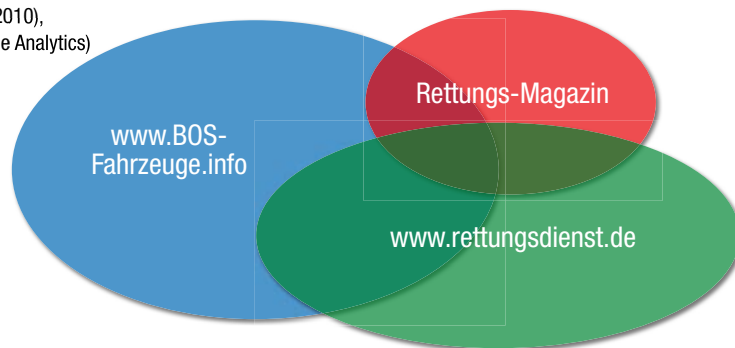 2010),
e Analytics)
Rettungs-Magazin
www.BOS-
Fahrzeuge.info
www.rettungsdienst.de